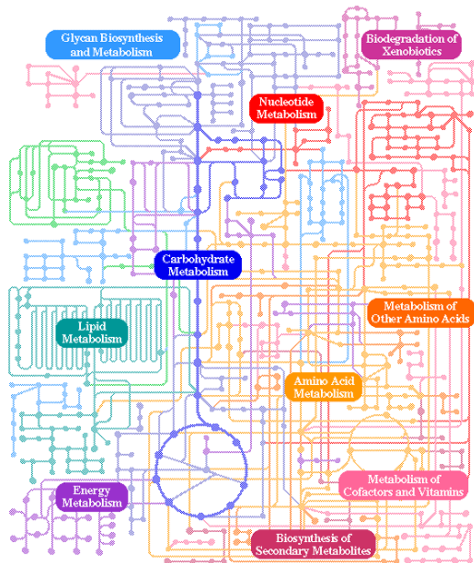 Glycan Biosynthesis
and Metabolism
Biodegradation of
Xenobiotics
Nucleotide
Metabolism
Carbohydrate
Metabolism
Metabolism of
Other Amino Acids
Lipid
Metabolism
Amino Acid
Metabolism
Metabolism of
Cofactors and Vitamins
Energy
Metabolism
Biosynthesis of
Secondary Metabolites